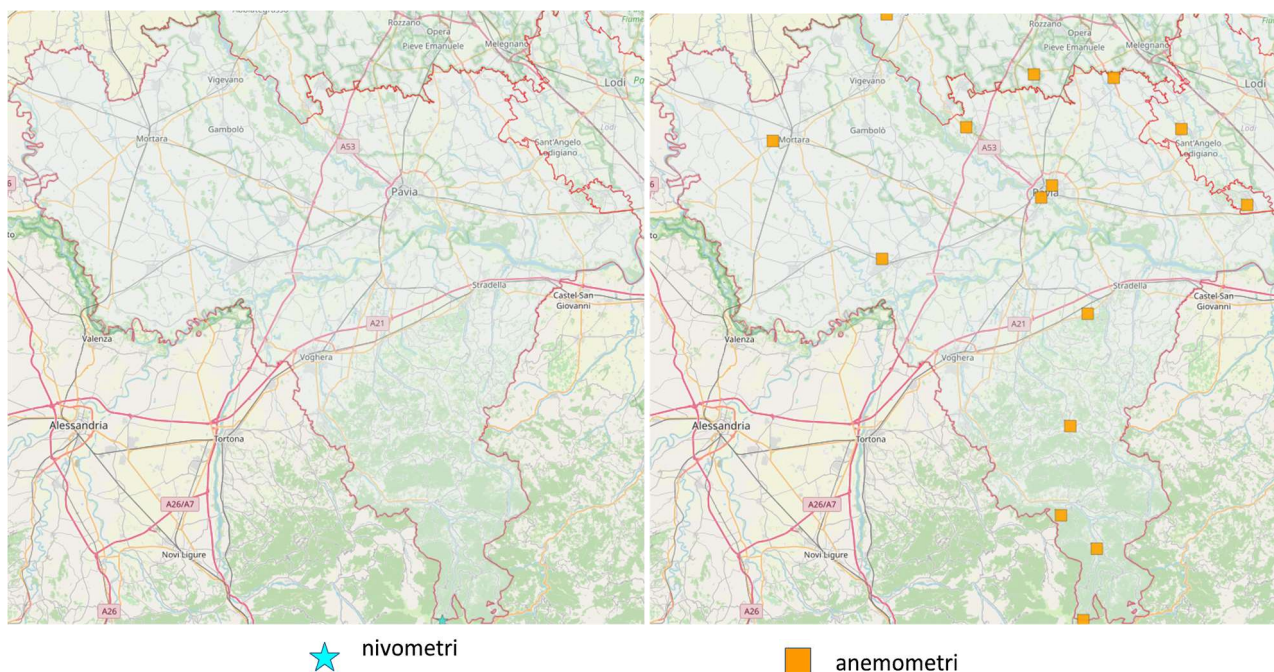 Rozzano
Opera
Pieve Emanuele
Melegnano
Lodi
Vigevano
Mortara
Gambolò
A53
Sant'Angelo
Lodigiano
Lodi
Pavia
Stradella
Castel San
Giovanni
A21
Voghera
Valenza
Alessandria
Tortona
A26/A7
Novi Ligure
A26
nivometri
Rozzano
Opera
Pieve Emanuele
Melegnano
Lodi
Vigevano
Mortara
Gambolò
A53
Sant'Angelo
Lodigiano
Lodi
Stradella
Castel San
Giovanni
A21
Voghera
Valenza
Alessandria
Tortona
A26/A7
Novi Ligure
A26
anemometri